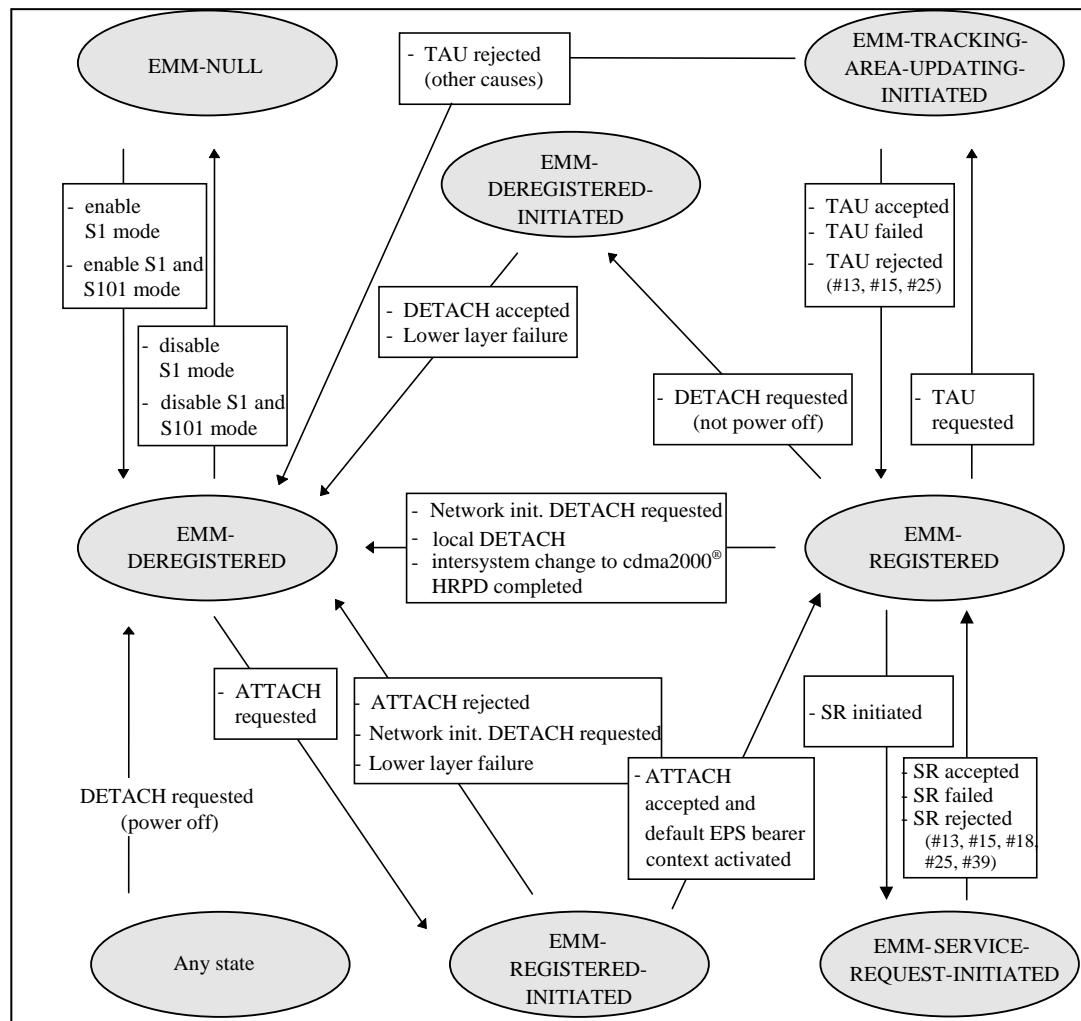 EMM-NULL
- TAU rejected
(other causes)
EMM-TRACKING-
AREA-UPDATING-
INITIATED
EMM-
DEREGISTERED-
INITIATED
- enable
S1 mode
- enable S1 and
S101 mode
- TAU accepted
- TAU failed
- TAU rejected
(#13, #15, #25)
- DETACH accepted
- Lower layer failure
- disable
S1 mode
- disable S1 and
S101 mode
- DETACH requested
(not power off)
- TAU
requested
EMM-
DEREGISTERED
- Network init. DETACH requested
- local DETACH
- intersystem change to cdma2000®
HRPD completed
EMM-
REGISTERED
- ATTACH
requested
- ATTACH rejected
- Network init. DETACH requested
- Lower layer failure
- SR initiated
DETACH requested
(power off)
- ATTACH
accepted and
default EPS bearer
context activated
- SR accepted
- SR failed
- SR rejected
(#13, #15, #18,
#25, #39)
Any state
EMM-
REGISTERED-
INITIATED
EMM-SERVICE-
REQUEST-INITIATED